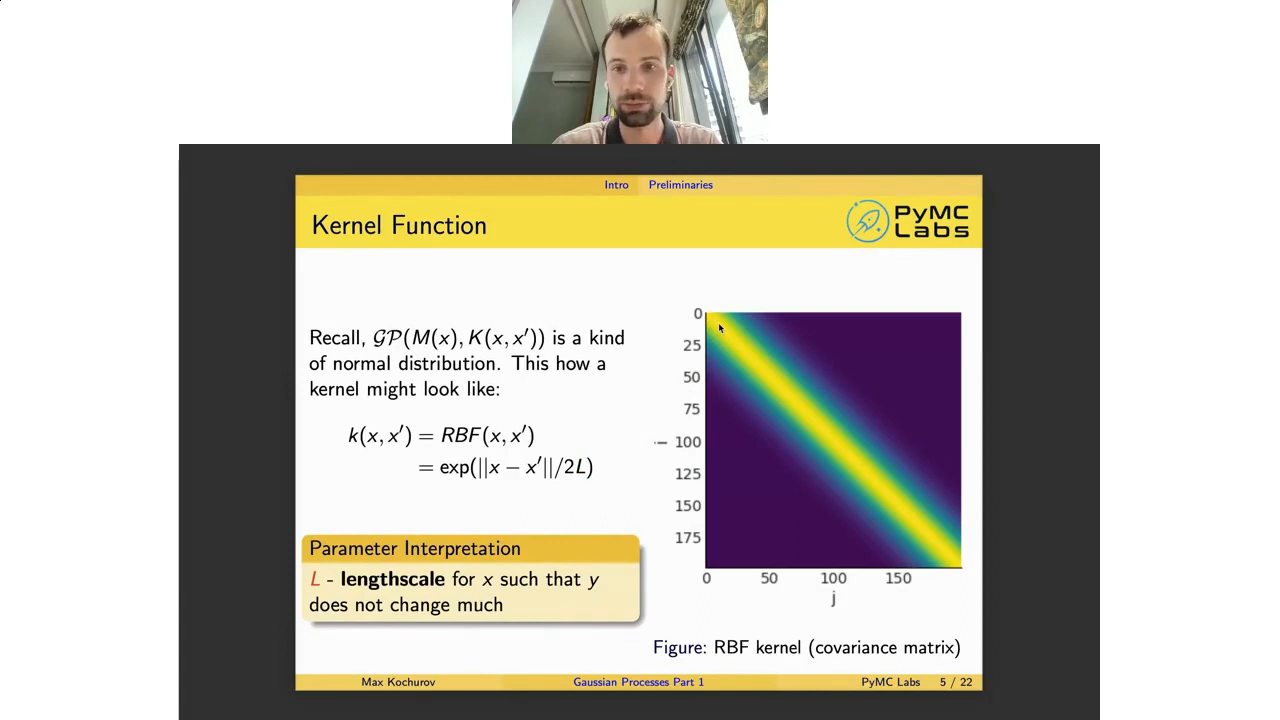 Intro Preliminaries
Kernel Function
PyMC
Labs
Recall, 𝒢𝒫(M(x), K(x, x′)) is a kind
of normal distribution. This how a
kernel might look like:
k(x, x′) = RBF(x, x′)
= exp(||x − x′||/2L)
Parameter Interpretation
L - lengthscale for x such that y
does not change much
0
25
50
75
i 100
125
150
175
0 50 100 150
j
Figure: RBF kernel (covariance matrix)
Max Kochurov Gaussian Processes Part 1 PyMC Labs 5 / 22